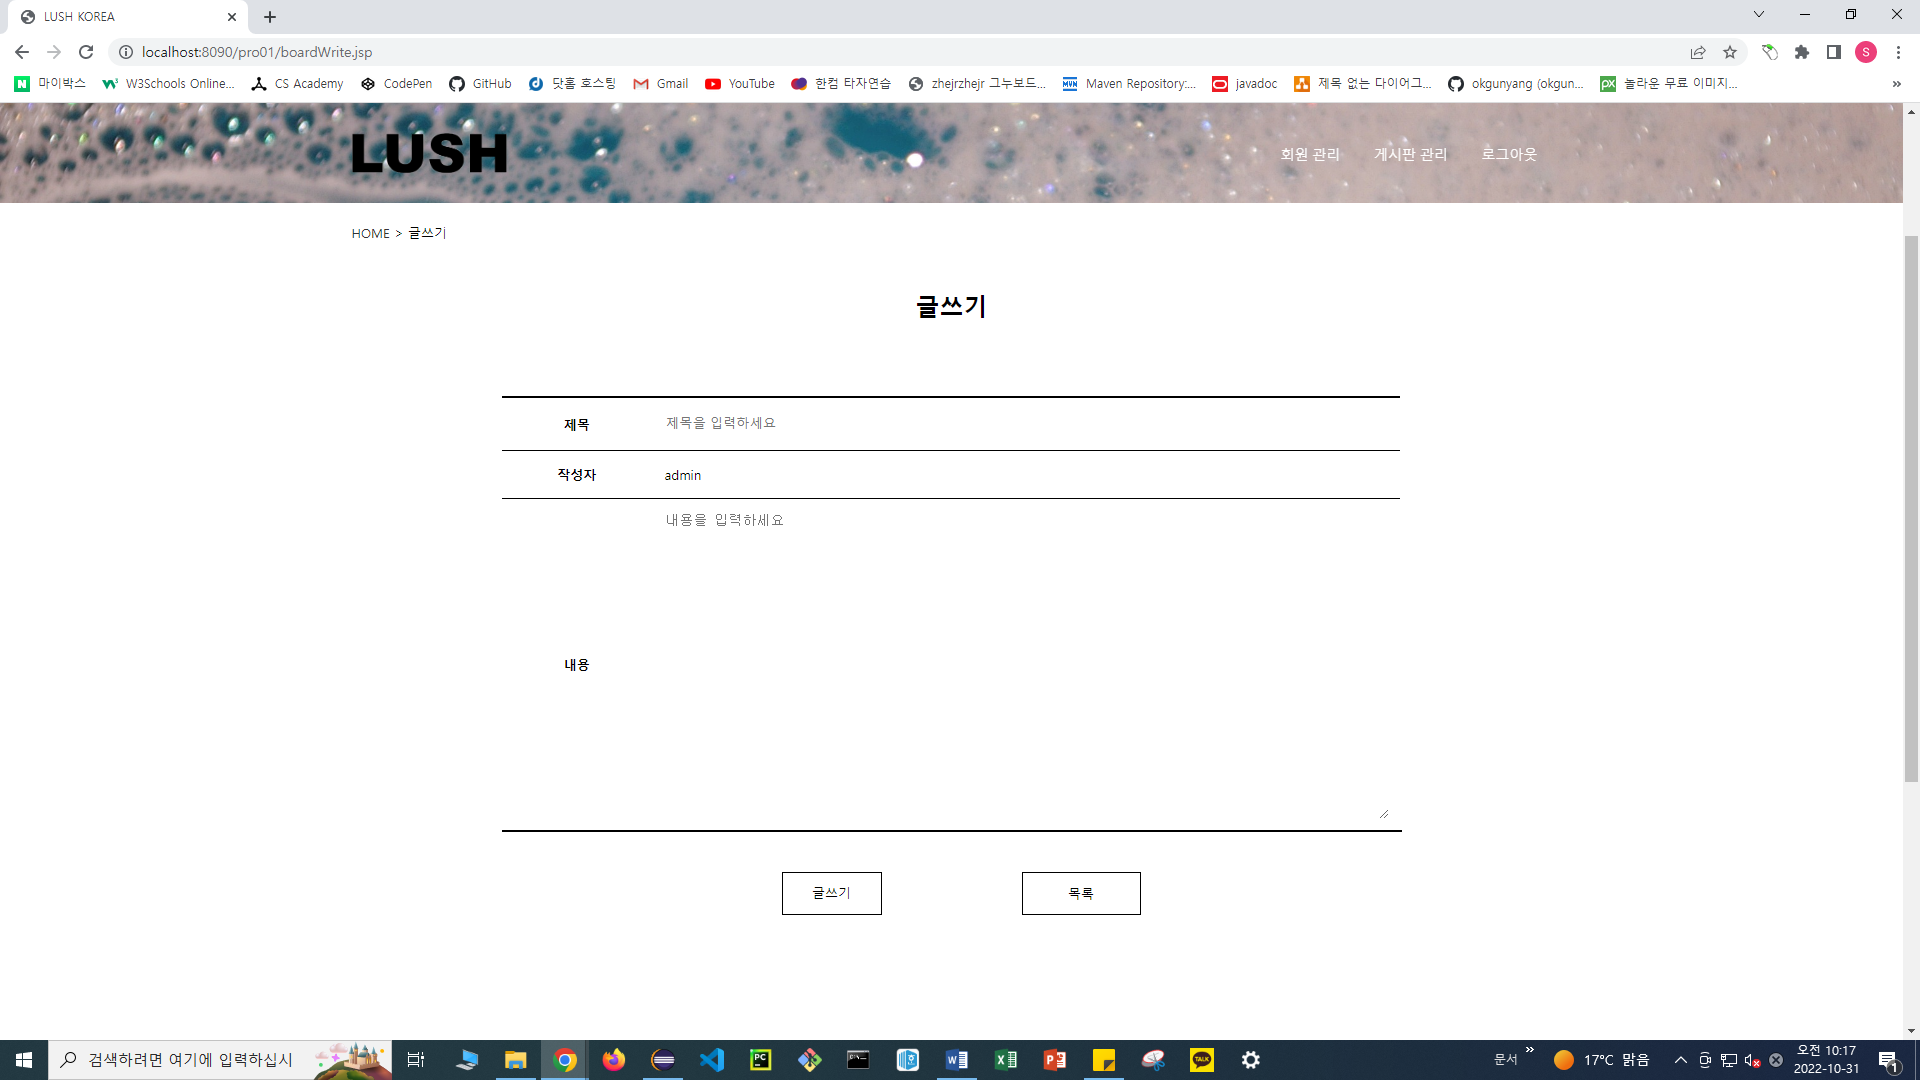 LUSH KOREA
localhost:8090/pro01/boardWrite.jsp
마이박스 W3Schools Online... CS Academy CodePen GitHub 닷홈 호스팅 Gmail YouTube 한컴 타자연습 zhejrzhejr 그누보드... Maven Repository:... javadoc 제목 없는 다이어그... okgunyang (okgun... 놀라운 무료 이미지... »
LUSH 회원 관리 게시판 관리 로그아웃
HOME > 글쓰기
글쓰기
제목 제목을 입력하세요
작성자 admin
내용을 입력하세요
내용
글쓰기 목록
검색하려면 여기에 입력하십시 문서 » 17°C 맑음 오전 10:17
2022-10-31